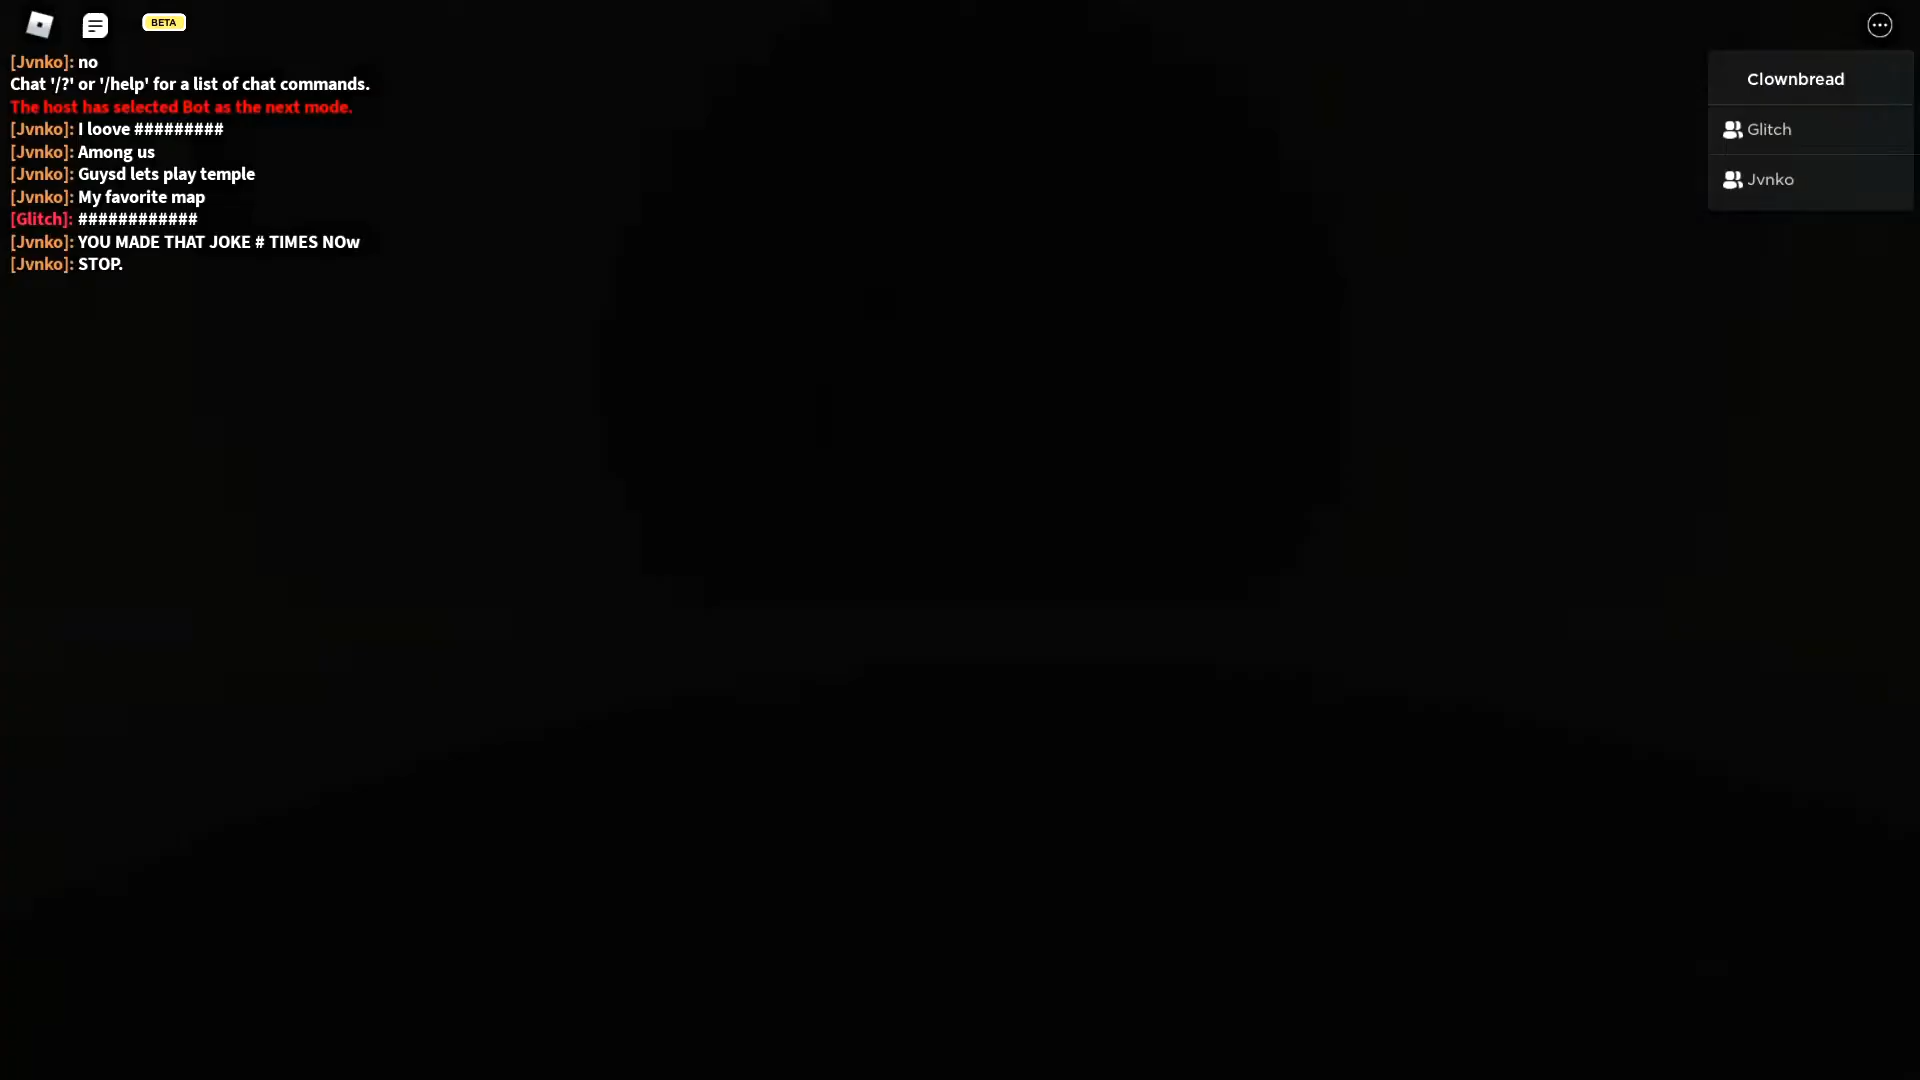 BETA
[Jvnko]: no
Chat '/?' or '/help' for a list of chat commands.
The host has selected Bot as the next mode.
[Jvnko]: I loove #########
[Jvnko]: Among us
[Jvnko]: Guysd lets play temple
[Jvnko]: My favorite map
[Glitch]: ############
[Jvnko]: YOU MADE THAT JOKE # TIMES NOw
[Jvnko]: STOP.
Clownbread
Glitch
Jvnko